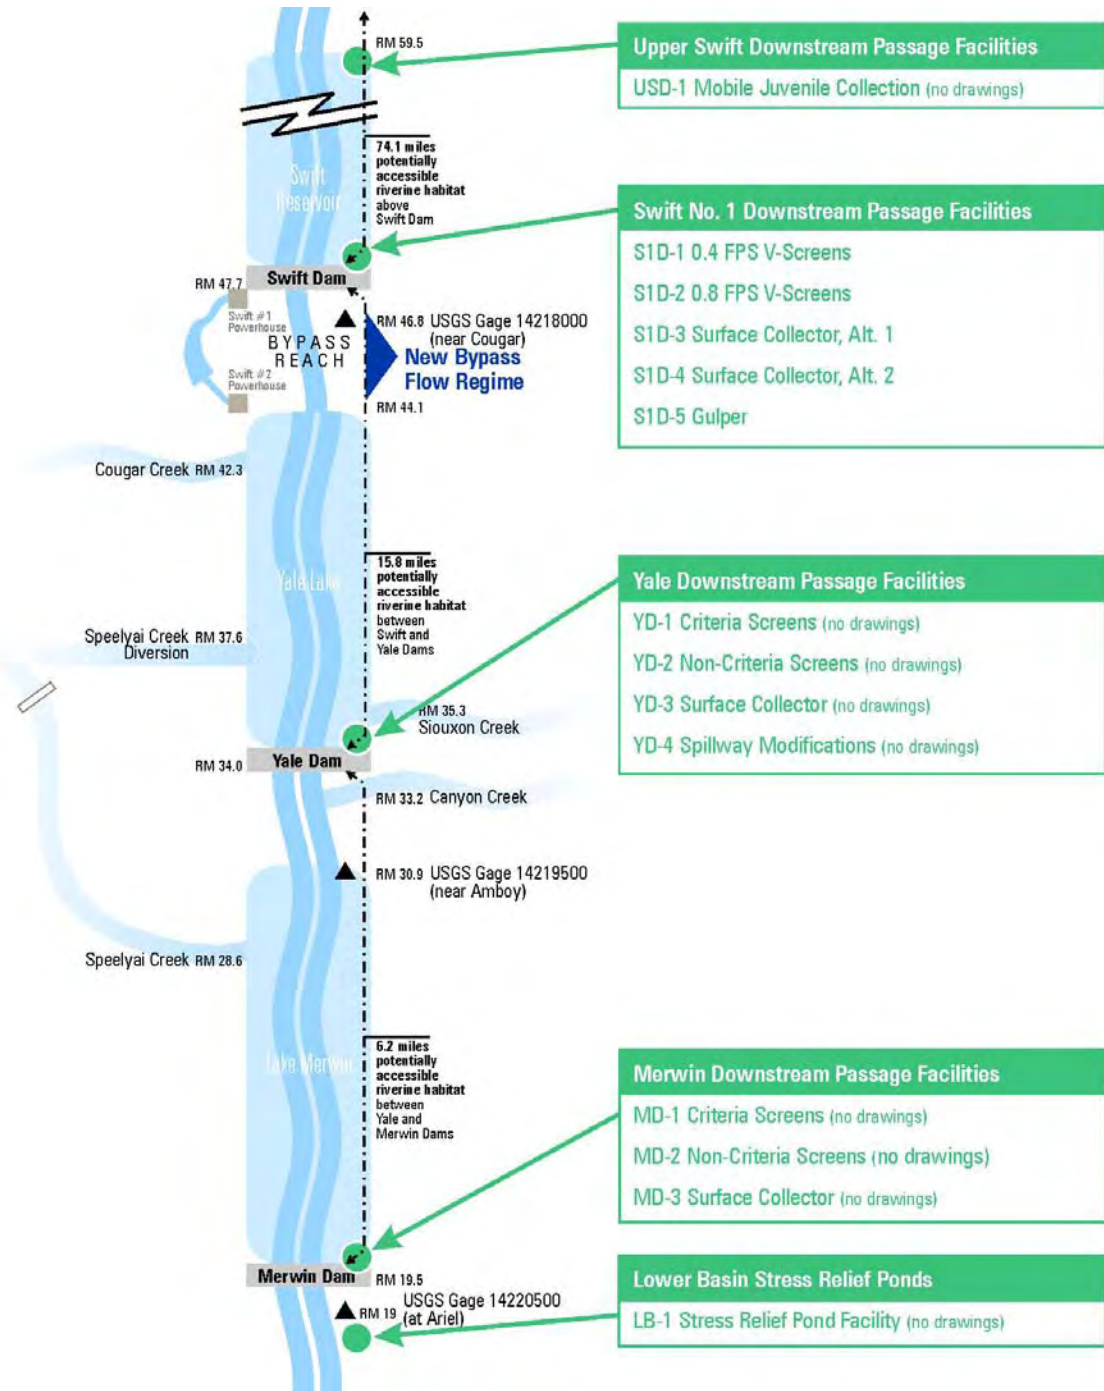 RM 59.5
Upper Swift Downstream Passage Facilities
USD-1 Mobile Juvenile Collection (no drawings)
74.1 miles
potentially
accessible
riverine habitat
above
Swift Dam
Swift
Reservoir
Swift No. 1 Downstream Passage Facilities
S1D-1 0.4 FPS V-Screens
S1D-2 0.8 FPS V-Screens
S1D-3 Surface Collector, Alt. 1
S1D-4 Surface Collector, Alt. 2
S1D-5 Gulper
RM 47.7
Swift Dam
Swift #1
Powerhouse
BYPASS
REACH
RM 46.8 USGS Gage 14218000
(near Cougar)
New Bypass
Flow Regime
Swift #2
Powerhouse
RM 44.1
Cougar Creek RM 42.3
Yale Lake
15.8 miles
potentially
accessible
riverine habitat
between
Swift and
Yale Dams
Yale Downstream Passage Facilities
YD-1 Criteria Screens (no drawings)
YD-2 Non-Criteria Screens (no drawings)
YD-3 Surface Collector (no drawings)
YD-4 Spillway Modifications (no drawings)
Speelyai Creek RM 37.6
Diversion
RM 35.3
Siouxon Creek
RM 34.0
Yale Dam
RM 33.2 Canyon Creek
RM 30.9 USGS Gage 14219500
(near Amboy)
Speelyai Creek RM 28.6
Lake Merwin
6.2 miles
potentially
accessible
riverine habitat
between
Yale and
Merwin Dams
Merwin Downstream Passage Facilities
MD-1 Criteria Screens (no drawings)
MD-2 Non-Criteria Screens (no drawings)
MD-3 Surface Collector (no drawings)
Merwin Dam
RM 19.5
RM 19 USGS Gage 14220500
(at Ariel)
Lower Basin Stress Relief Ponds
LB-1 Stress Relief Pond Facility (no drawings)